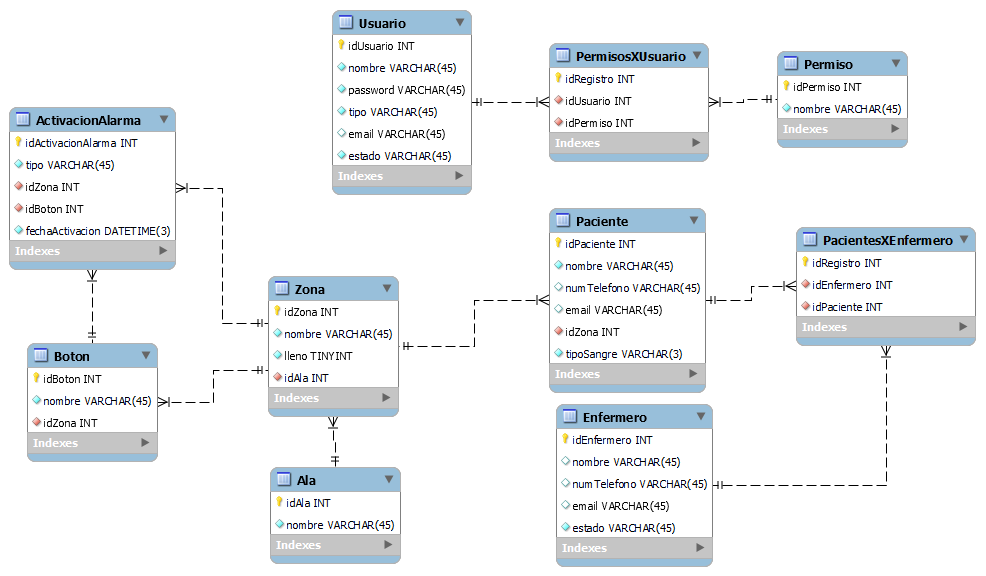 Usuario
idUsuario INT
nombre VARCHAR(45)
password VARCHAR(45)
tipo VARCHAR(45)
email VARCHAR(45)
estado VARCHAR(45)
Indexes
PermisosXUsuario
idRegistro INT
idUsuario INT
idPermiso INT
Indexes
Permiso
idPermiso INT
nombre VARCHAR(45)
Indexes
ActivacionAlarma
idActivacionAlarma INT
tipo VARCHAR(45)
idZona INT
idBoton INT
fechaActivacion DATETIME(3)
Indexes
Paciente
idPaciente INT
nombre VARCHAR(45)
numTelefono VARCHAR(45)
email VARCHAR(45)
idZona INT
tipoSangre VARCHAR(3)
Indexes
PacientesXEnfermero
idRegistro INT
idEnfermero INT
idPaciente INT
Indexes
Zona
idZona INT
nombre VARCHAR(45)
lleno TINYINT
idAla INT
Indexes
Boton
idBoton INT
nombre VARCHAR(45)
idZona INT
Indexes
Enfermero
idEnfermero INT
nombre VARCHAR(45)
numTelefono VARCHAR(45)
email VARCHAR(45)
estado VARCHAR(45)
Indexes
Ala
idAla INT
nombre VARCHAR(45)
Indexes